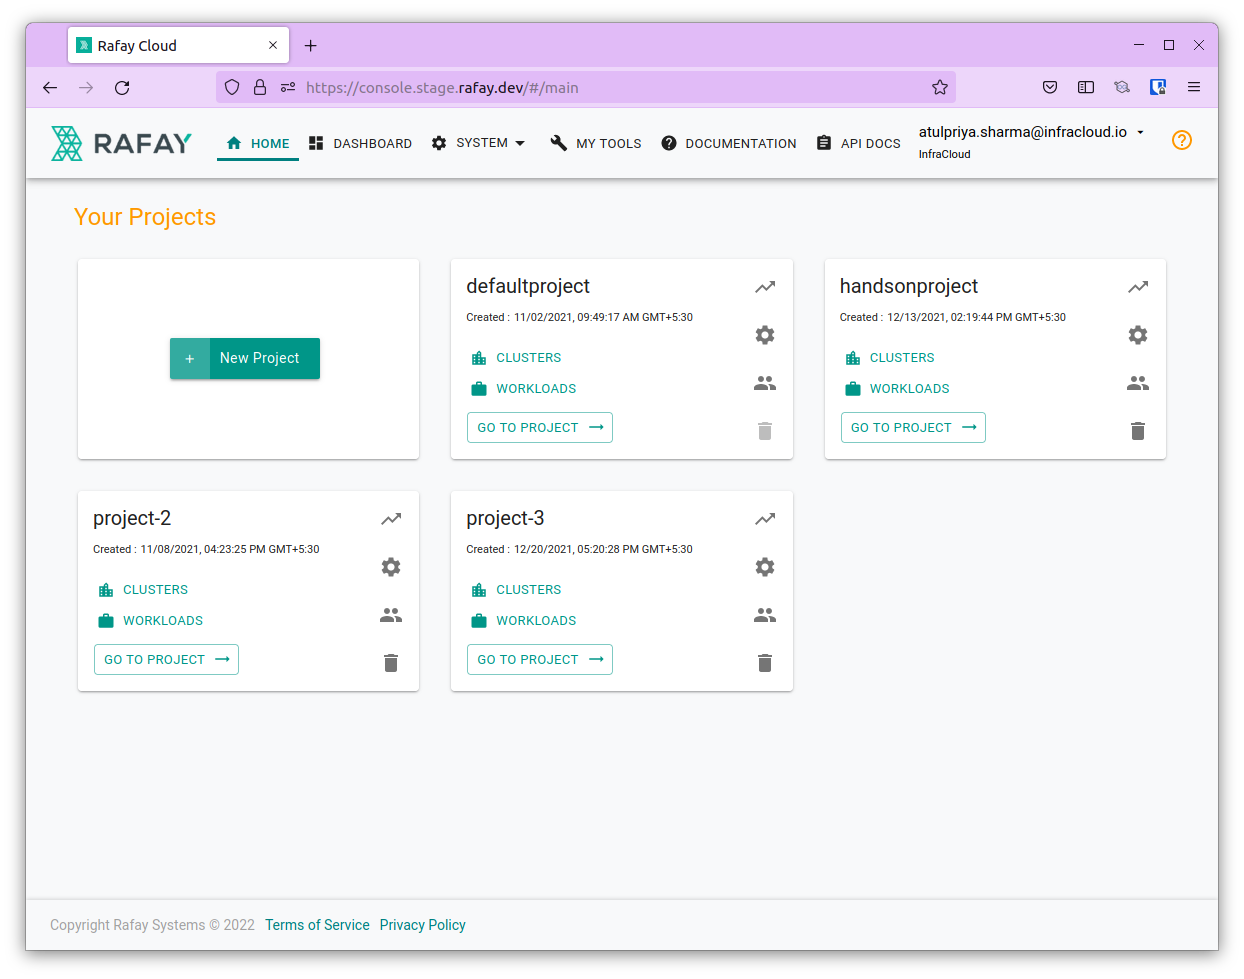 Rafay Cloud
https://console.stage.rafay.dev/#/main
RAFAY
HOME
DASHBOARD
SYSTEM
MY TOOLS
DOCUMENTATION
API DOCS
atulpriya.sharma@infracloud.io
InfraCloud
Your Projects
+ New Project
defaultproject
Created : 11/02/2021, 09:49:17 AM GMT+5:30
CLUSTERS
WORKLOADS
GO TO PROJECT →
handsonproject
Created : 12/13/2021, 02:19:44 PM GMT+5:30
CLUSTERS
WORKLOADS
GO TO PROJECT →
project-2
Created : 11/08/2021, 04:23:25 PM GMT+5:30
CLUSTERS
WORKLOADS
GO TO PROJECT →
project-3
Created : 12/20/2021, 05:20:28 PM GMT+5:30
CLUSTERS
WORKLOADS
GO TO PROJECT →
Copyright Rafay Systems © 2022 Terms of Service Privacy Policy